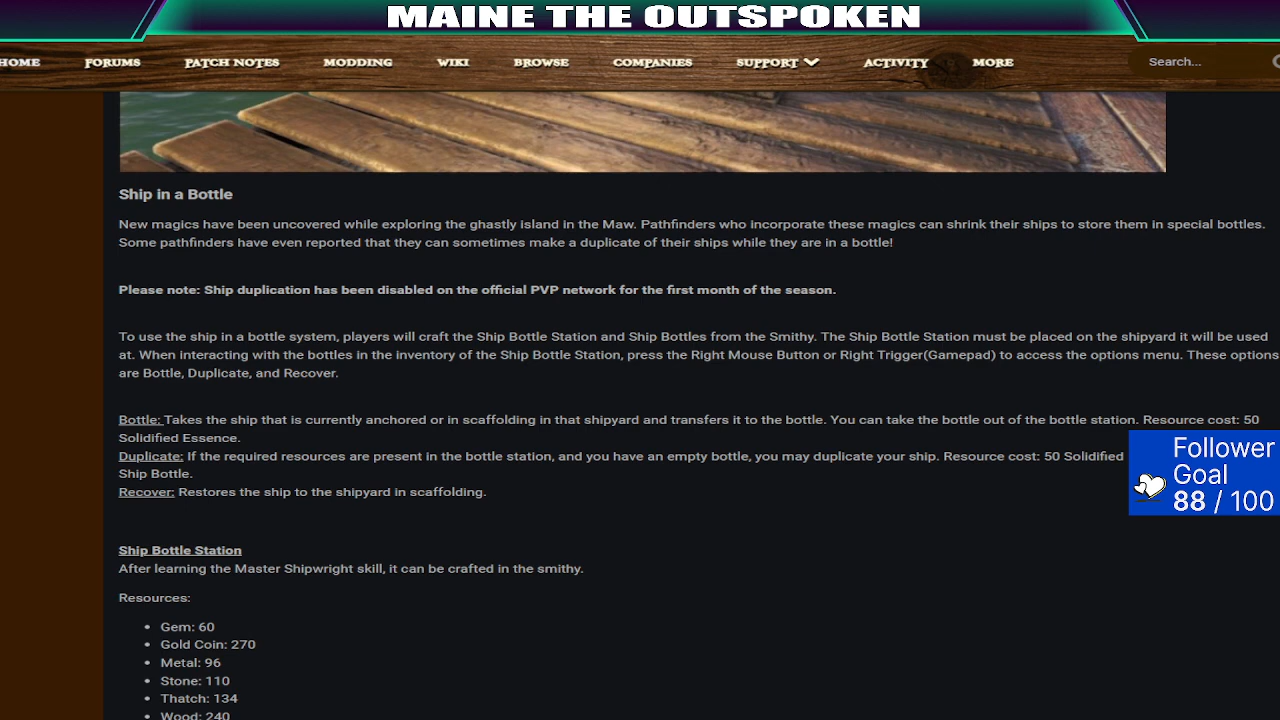 MAINE THE OUTSPOKEN
HOME FORUMS PATCH NOTES MODDING WIKI BROWSE COMPANIES SUPPORT ACTIVITY MORE Search...
Ship in a Bottle
New magics have been uncovered while exploring the ghastly island in the Maw. Pathfinders who incorporate these magics can shrink their ships to store them in special bottles.
Some pathfinders have even reported that they can sometimes make a duplicate of their ships while they are in a bottle!
Please note: Ship duplication has been disabled on the official PVP network for the first month of the season.
To use the ship in a bottle system, players will craft the Ship Bottle Station and Ship Bottles from the Smithy. The Ship Bottle Station must be placed on the shipyard it will be used
at. When interacting with the bottles in the inventory of the Ship Bottle Station, press the Right Mouse Button or Right Trigger(Gamepad) to access the options menu. These options
are Bottle, Duplicate, and Recover.
Bottle: Takes the ship that is currently anchored or in scaffolding in that shipyard and transfers it to the bottle. You can take the bottle out of the bottle station. Resource cost: 50
Solidified Essence.
Duplicate: If the required resources are present in the bottle station, and you have an empty bottle, you may duplicate your ship. Resource cost: 50 Solidified
Ship Bottle.
Recover: Restores the ship to the shipyard in scaffolding.
Follower
Goal
88 / 100
Ship Bottle Station
After learning the Master Shipwright skill, it can be crafted in the smithy.
Resources:
• Gem: 60
• Gold Coin: 270
• Metal: 96
• Stone: 110
• Thatch: 134
• Wood: 240